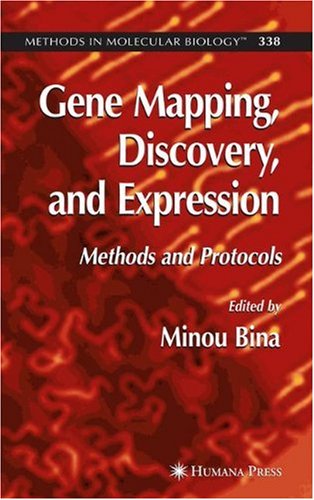 METHODS IN MOLECULAR BIOLOGY™ 338
Gene Mapping,
Discovery,
and Expression
Methods and Protocols
Edited by
Minou Bina
HUMANA PRESS